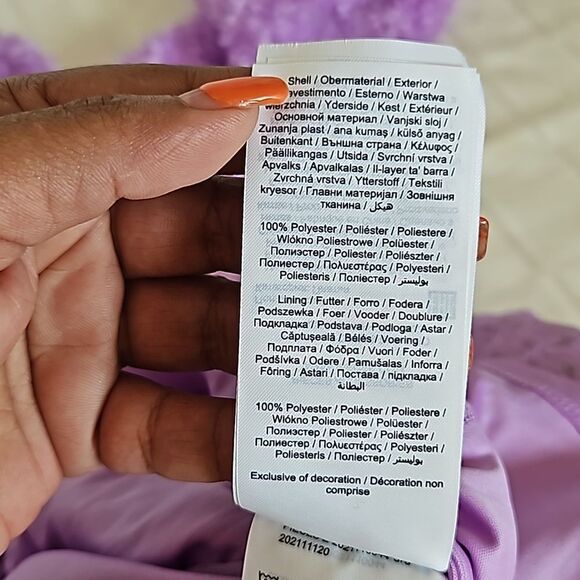 Shell / Obermaterial / Exterior /
evestimento / Esterno / Warstwa
wierzchnia / Yderside / Kest / Extérieur /
Основной материал / Vanjski sloj /
Zunanja plast / ana kumaş / külső anyag /
Buitenkant / Външна страна / Κέλυφος /
Päällikangas / Utsida / Svrchní vrstva /
Apvalks / Apvalkalas / Il-layer ta' barra /
Zvrchná vrstva / Ytterstoff / Tekstili
kryesor / Главни материјал / Зовнішня
тканина / هيكل
100% Polyester / Poliéster / Poliestere /
Włókno Poliestrowe / Polüester /
Полиэстер / Poliester / Poliészter /
Полиестер / Πολυεστέρας / Polyesteri /
Poliesteris / Поліестер / بوليستر
Lining / Futter / Forro / Fodera /
Podszewka / Foer / Vooder / Doublure /
Подкладка / Postava / Podloga / Astar /
Căptușeală / Bélés / Voering /
Подплата / Φόδρα / Vuori / Foder /
Podšívka / Odere / Pamušalas / Inforra /
Fôring / Astari / Постава / підкладка /
البطانة
100% Polyester / Poliéster / Poliestere /
Włókno Poliestrowe / Polüester /
Полиэстер / Poliester / Poliészter /
Полиестер / Πολυεστέρας / Polyesteri /
Poliesteris / Поліестер / بوليستر
Exclusive of decoration / Décoration non
comprise
202111120